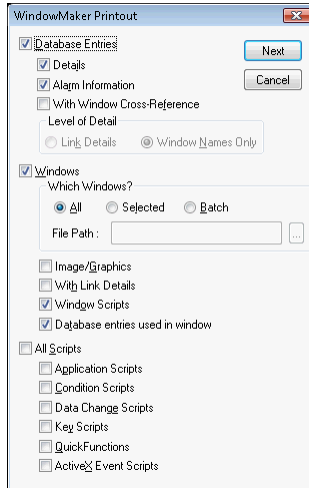 WindowMaker Printout
Database Entries
Next
Details
Alarm Information
Cancel
With Window Cross-Reference
Level of Detail
Link Details Window Names Only
Windows
Which Windows?
All Selected Batch
File Path :
...
Image/Graphics
With Link Details
Window Scripts
Database entries used in window
All Scripts
Application Scripts
Condition Scripts
Data Change Scripts
Key Scripts
QuickFunctions
ActiveX Event Scripts